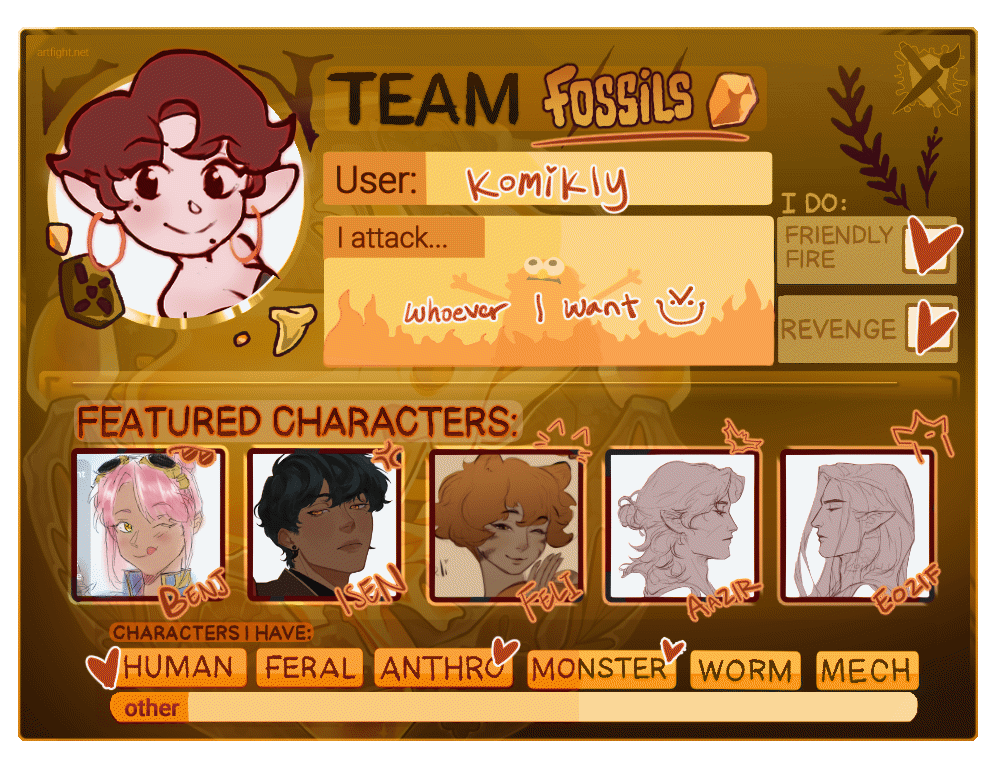 artfight.net
TEAM FOSSILS
User: Komikly
I attack...
whoever I want
I DO:
FRIENDLY
FIRE
REVENGE
FEATURED CHARACTERS:
BENJ ISEN FELI AAZIR EOZIF
CHARACTERS I HAVE:
HUMAN FERAL ANTHRO MONSTER WORM MECH
other